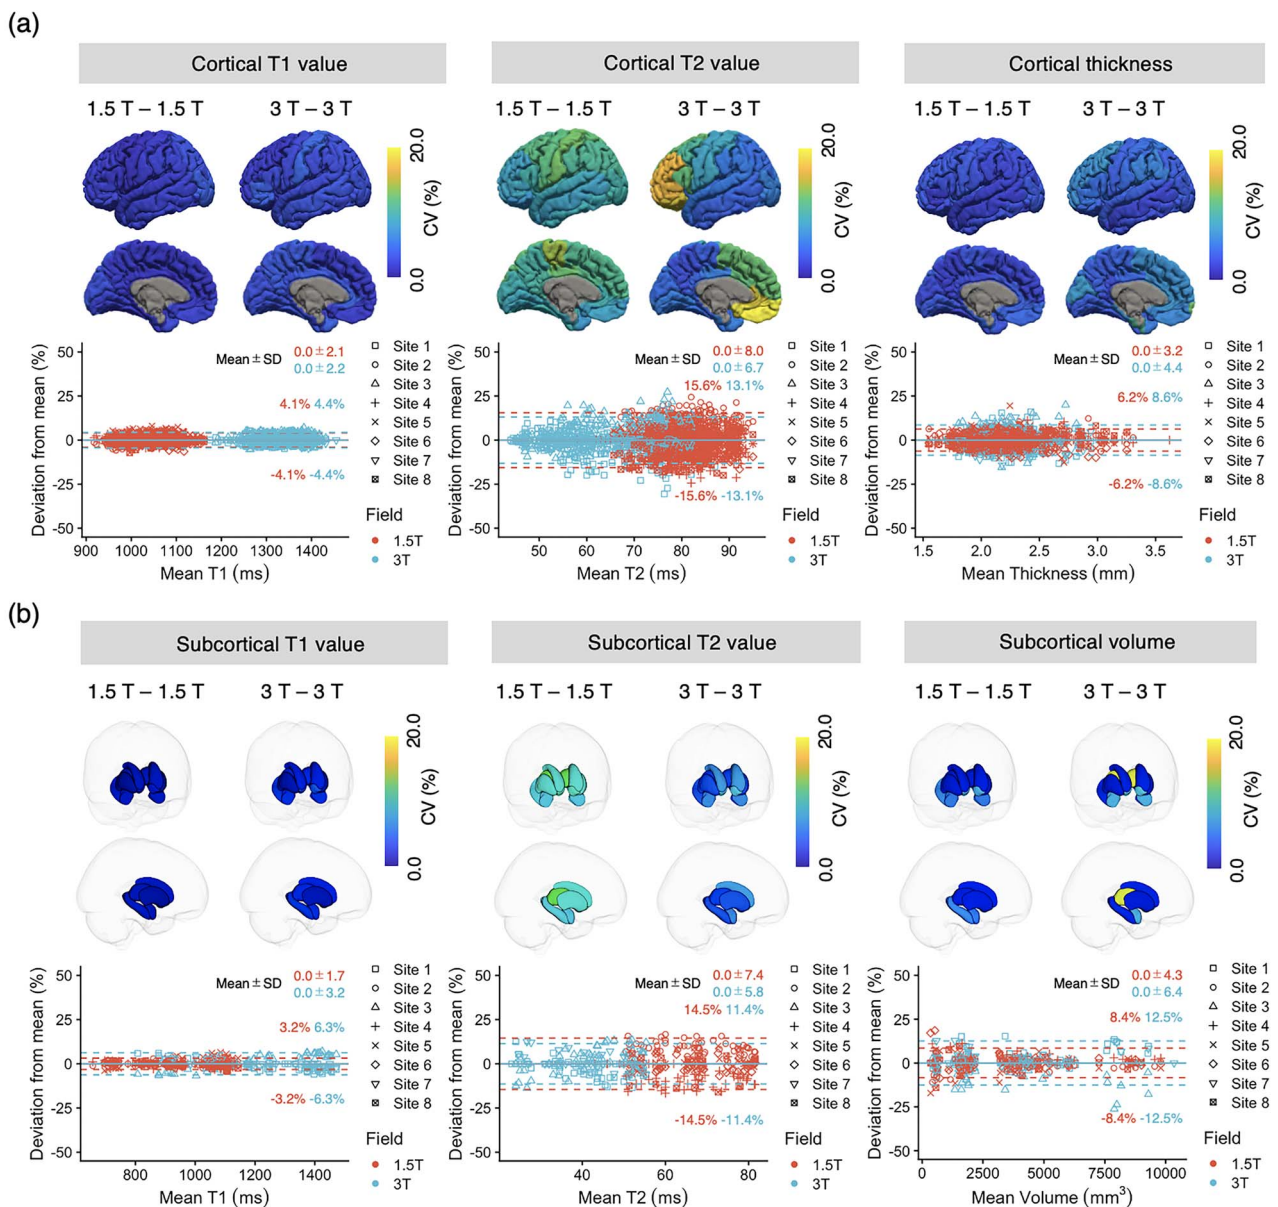 (a)
Cortical T1 value
Cortical T2 value
Cortical thickness
1.5 T – 1.5 T
3 T – 3 T
1.5 T – 1.5 T
3 T – 3 T
1.5 T – 1.5 T
3 T – 3 T
20.0
CV (%)
0.0
20.0
CV (%)
0.0
20.0
CV (%)
0.0
Deviation from mean (%)
50
25
0
-25
-50
Mean ± SD
0.0 ± 2.1
0.0 ± 2.2
4.1% 4.4%
-4.1% -4.4%
900 1000 1100 1200 1300 1400
Mean T1 (ms)
Site 1
Site 2
Site 3
Site 4
Site 5
Site 6
Site 7
Site 8
Field
1.5T
3T
Deviation from mean (%)
50
25
0
-25
-50
Mean ± SD
0.0 ± 8.0
0.0 ± 6.7
15.6% 13.1%
-15.6% -13.1%
50 60 70 80 90
Mean T2 (ms)
Site 1
Site 2
Site 3
Site 4
Site 5
Site 6
Site 7
Site 8
Field
1.5T
3T
Deviation from mean (%)
50
25
0
-25
-50
Mean ± SD
0.0 ± 3.2
0.0 ± 4.4
6.2% 8.6%
-6.2% -8.6%
1.5 2.0 2.5 3.0 3.5
Mean Thickness (mm)
Site 1
Site 2
Site 3
Site 4
Site 5
Site 6
Site 7
Site 8
Field
1.5T
3T
(b)
Subcortical T1 value
Subcortical T2 value
Subcortical volume
1.5 T – 1.5 T
3 T – 3 T
1.5 T – 1.5 T
3 T – 3 T
1.5 T – 1.5 T
3 T – 3 T
20.0
CV (%)
0.0
20.0
CV (%)
0.0
20.0
CV (%)
0.0
Deviation from mean (%)
50
25
0
-25
-50
Mean ± SD
0.0 ± 1.7
0.0 ± 3.2
3.2% 6.3%
-3.2% -6.3%
800 1000 1200 1400
Mean T1 (ms)
Site 1
Site 2
Site 3
Site 4
Site 5
Site 6
Site 7
Site 8
Field
1.5T
3T
Deviation from mean (%)
50
25
0
-25
-50
Mean ± SD
0.0 ± 7.4
0.0 ± 5.8
14.5% 11.4%
-14.5% -11.4%
40 60 80
Mean T2 (ms)
Site 1
Site 2
Site 3
Site 4
Site 5
Site 6
Site 7
Site 8
Field
1.5T
3T
Deviation from mean (%)
50
25
0
-25
-50
Mean ± SD
0.0 ± 4.3
0.0 ± 6.4
8.4% 12.5%
-8.4% -12.5%
0 2500 5000 7500 10000
Mean Volume (mm³)
Site 1
Site 2
Site 3
Site 4
Site 5
Site 6
Site 7
Site 8
Field
1.5T
3T